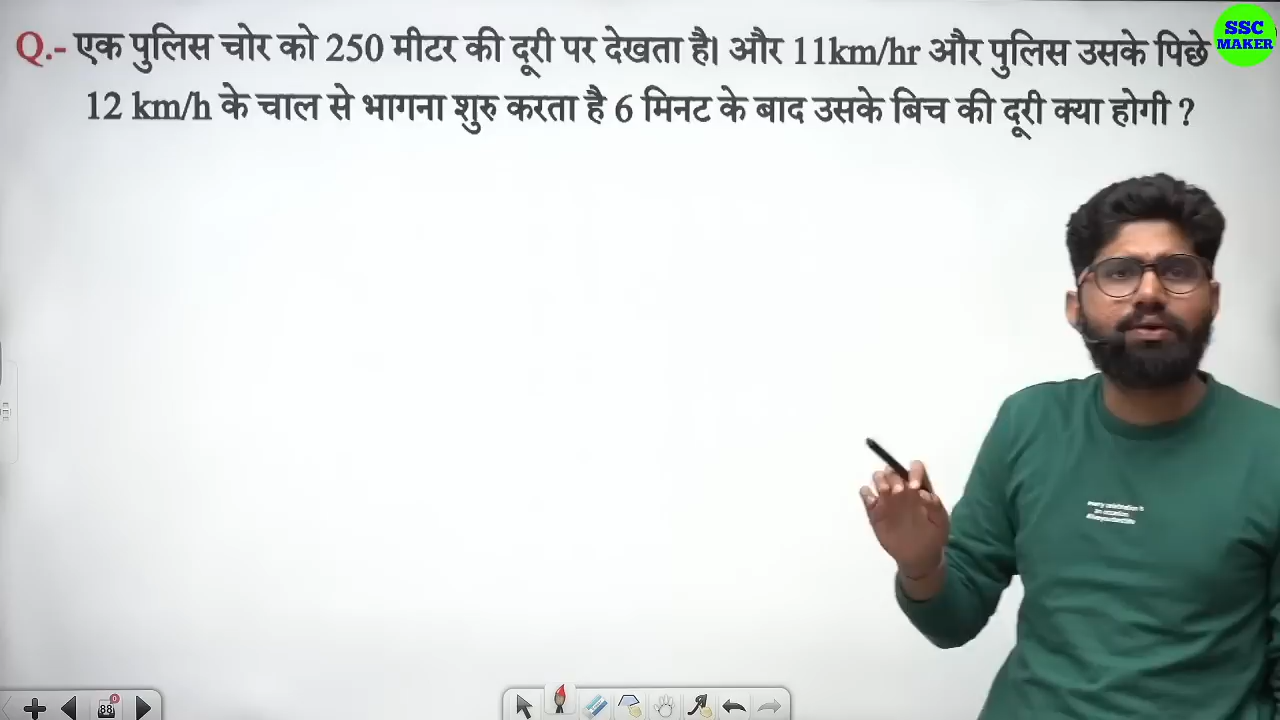 Q.- एक पुलिस चोर को 250 मीटर की दूरी पर देखता है। और 11km/hr और पुलिस उसके पिछे
12 km/h के चाल से भागना शुरु करता है 6 मिनट के बाद उसके बिच की दूरी क्या होगी ?
SSC
MAKER
88
0